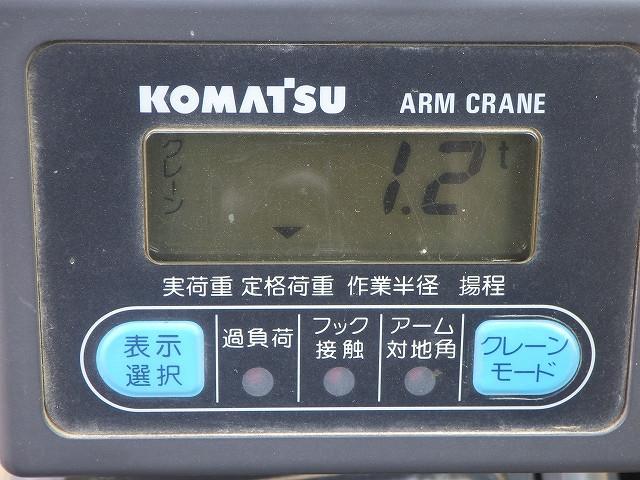 KOMATSU ARM CRANE
クレーン
1.2 t
実荷重 定格荷重 作業半径 揚程
表示
選択
過負荷
フック
接触
アーム
対地角
クレーン
モード